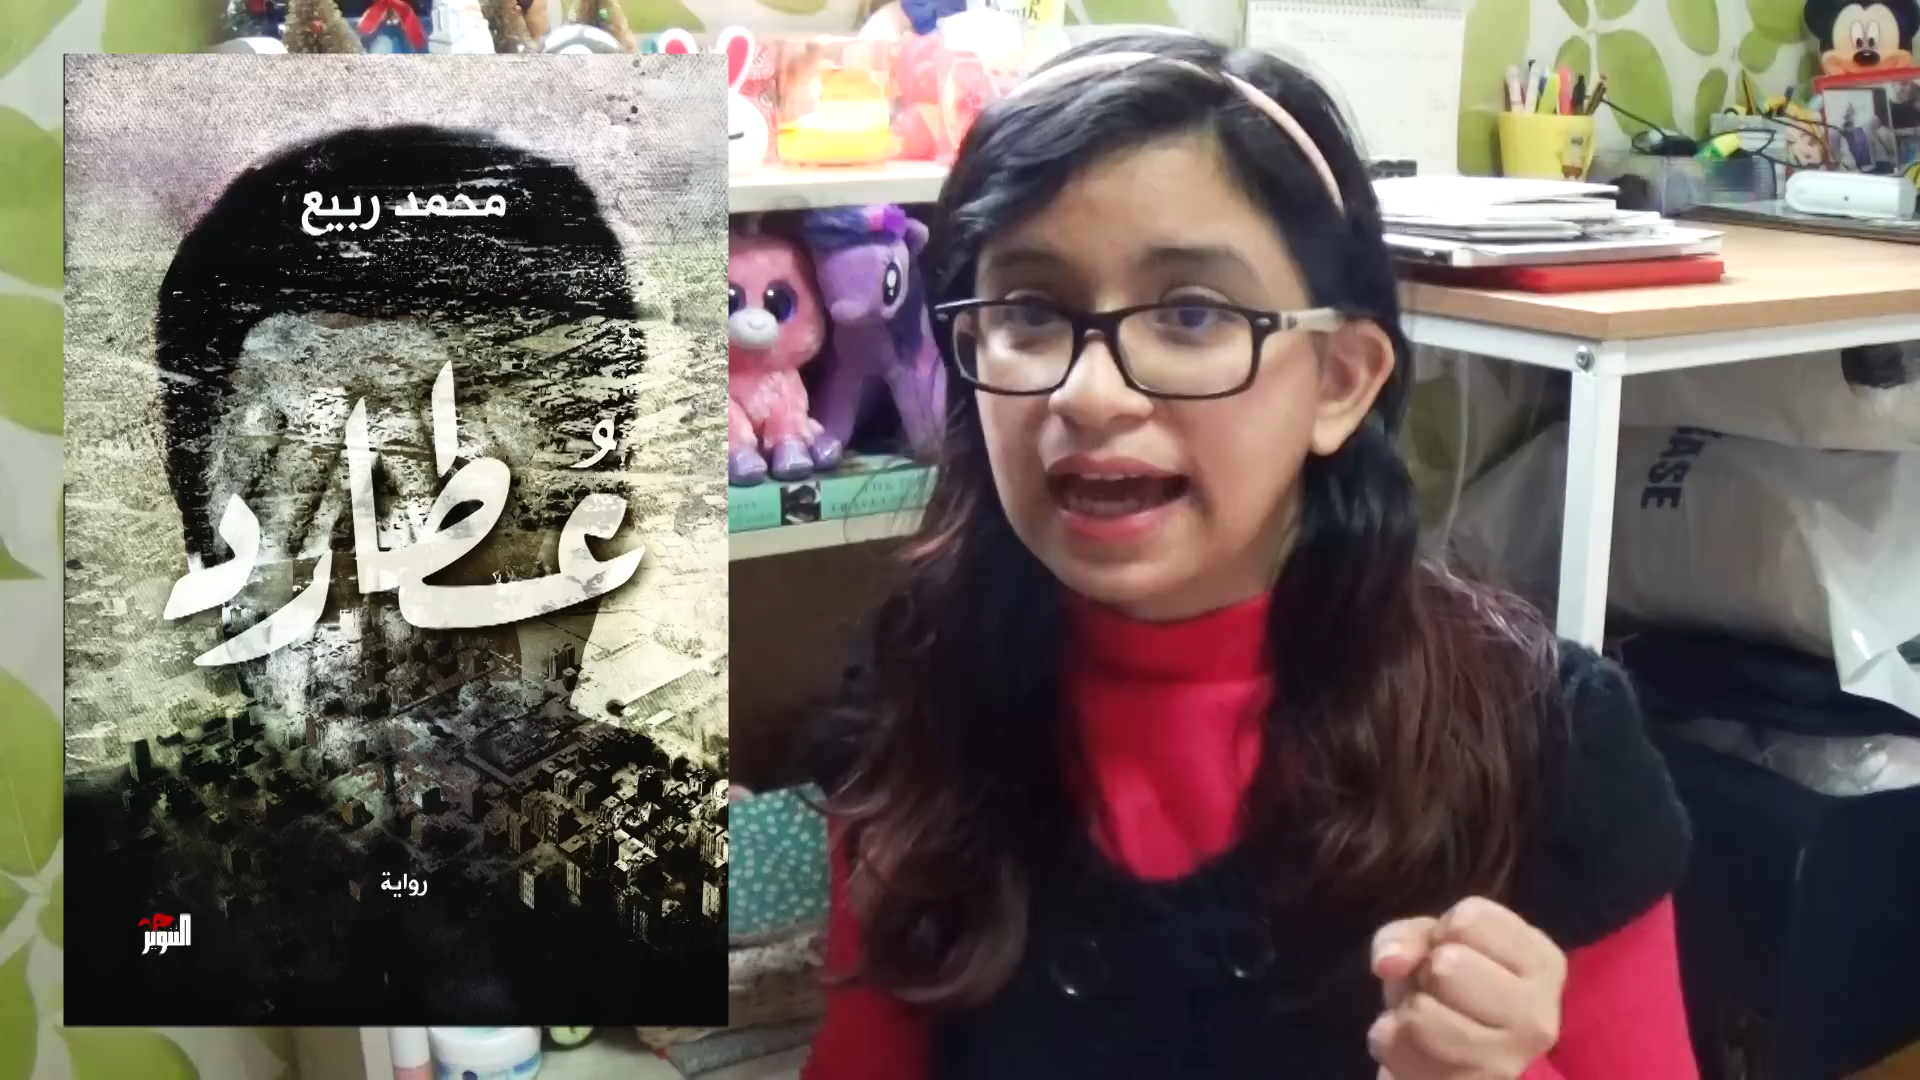 محمد ربيع
عُطارد
رواية
التنوير